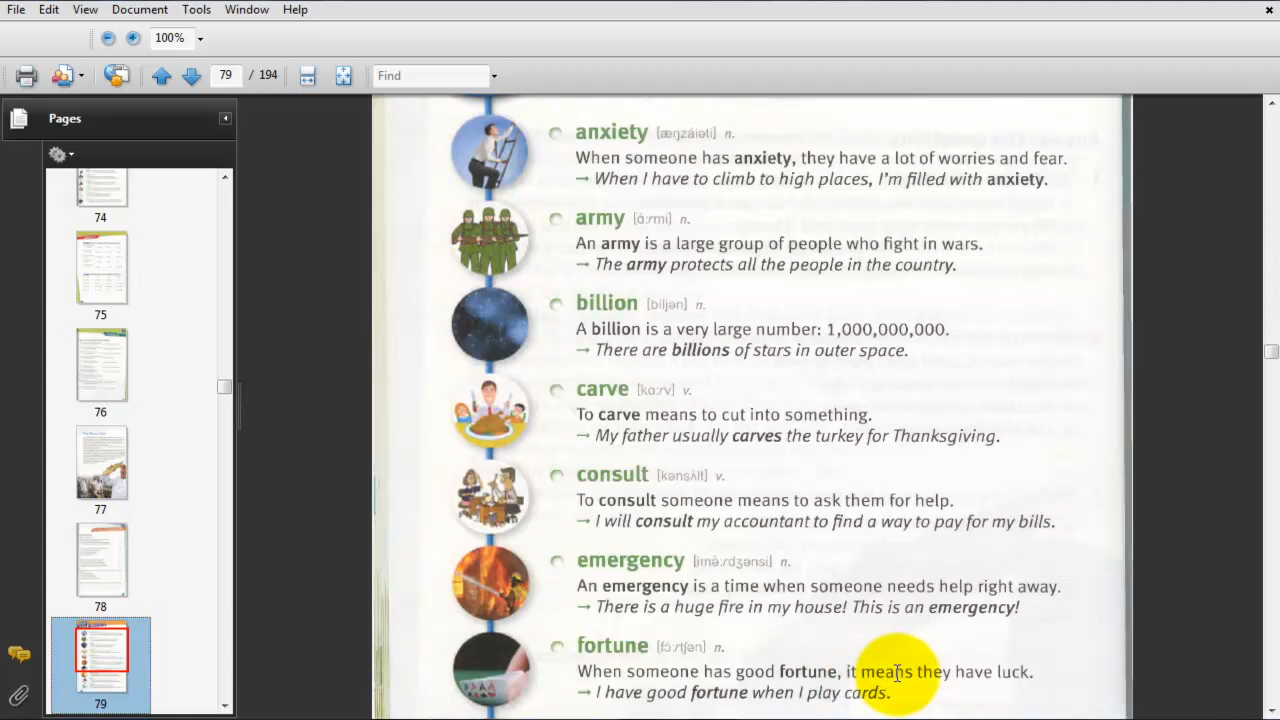 File Edit View Document Tools Window Help
100%
79 / 194 Find
Pages
74
75
76
77
78
79
anxiety [æŋzáiəti] n.
When someone has anxiety, they have a lot of worries and fear.
→ When I have to climb to high places, I’m filled with anxiety.
army [ɑ́ːrmi] n.
An army is a large group of people who fight in wars.
→ The army protects all the people in the country.
billion [bíljən] n.
A billion is a very large number: 1,000,000,000.
→ There are billions of stars in outer space.
carve [kɑːrv] v.
To carve means to cut into something.
→ My father usually carves the turkey for Thanksgiving.
consult [kənsʌ́lt] v.
To consult someone means to ask them for help.
→ I will consult my accountant to find a way to pay for my bills.
emergency [imə́ːrdʒənsi] n.
An emergency is a time when someone needs help right away.
→ There is a huge fire in my house! This is an emergency!
fortune [fɔ́ːrtʃən] n.
When someone has good fortune, it means they have luck.
→ I have good fortune when I play cards.